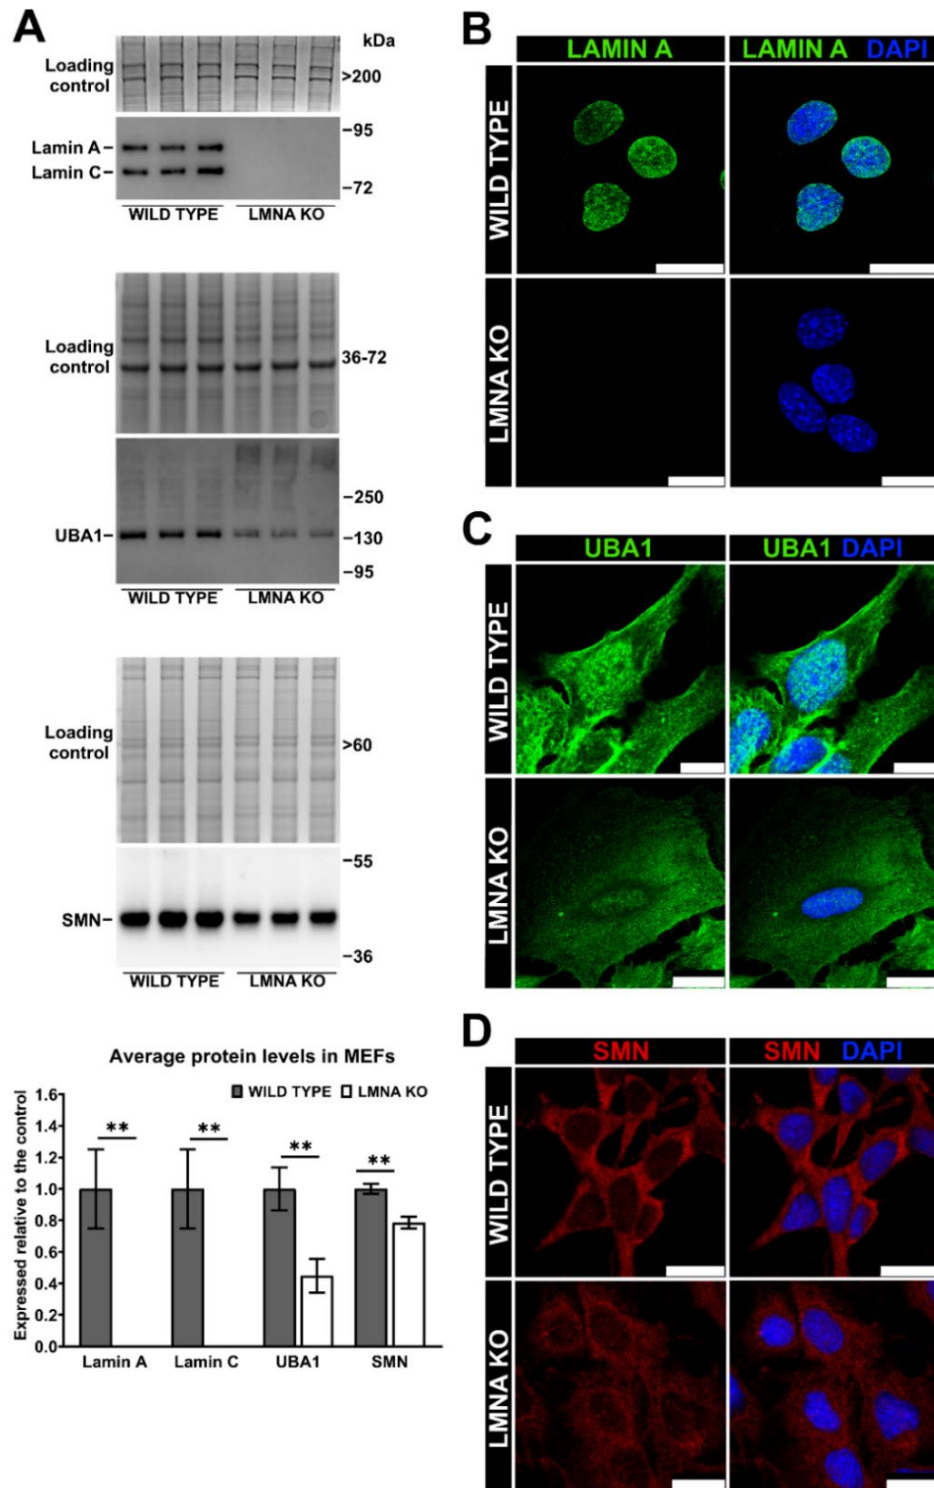 A
kDa
Loading
control
>200
–95
Lamin A–
Lamin C–
–72
WILD TYPE LMNA KO
Loading
control
36-72
–250
UBA1–
–130
–95
WILD TYPE LMNA KO
Loading
control
>60
–55
SMN–
–36
WILD TYPE LMNA KO
Average protein levels in MEFs
WILD TYPE LMNA KO
Expressed relative to the control
1.6
1.4
1.2
1.0
0.8
0.6
0.4
0.2
0.0
** ** ** **
Lamin A Lamin C UBA1 SMN
B
LAMIN A LAMIN A DAPI
WILD TYPE
LMNA KO
C
UBA1 UBA1 DAPI
WILD TYPE
LMNA KO
D
SMN SMN DAPI
WILD TYPE
LMNA KO